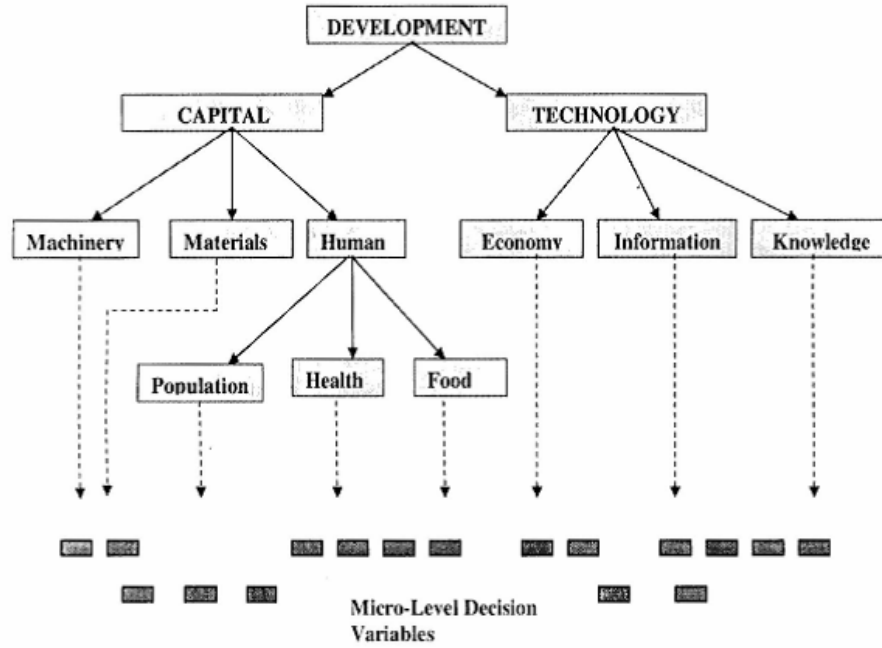 DEVELOPMENT
CAPITAL
TECHNOLOGY
Machinery
Materials
Human
Economy
Information
Knowledge
Population
Health
Food
Micro-Level Decision
Variables